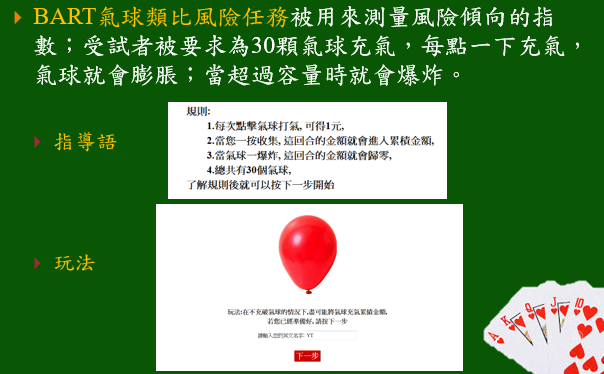 BART氣球類比風險任務被用來測量風險傾向的指
數；受試者被要求為30顆氣球充氣，每點一下充氣，
氣球就會膨脹；當超過容量時就會爆炸。
指導語
規則:
1.每次點擊氣球打氣, 可得1元,
2.當您一按收集, 這回合的金額就會進入累積金額,
3.當氣球一爆炸, 這回合的金額就會歸零,
4.總共有30個氣球,
了解規則後就可以按下一步開始
玩法
玩法:在不充破氣球的情況下,盡可能將氣球充氣累積金額,
若您已經準備好, 請按下一步
請輸入您的英文名字: YT
下一步
A K Q J 10